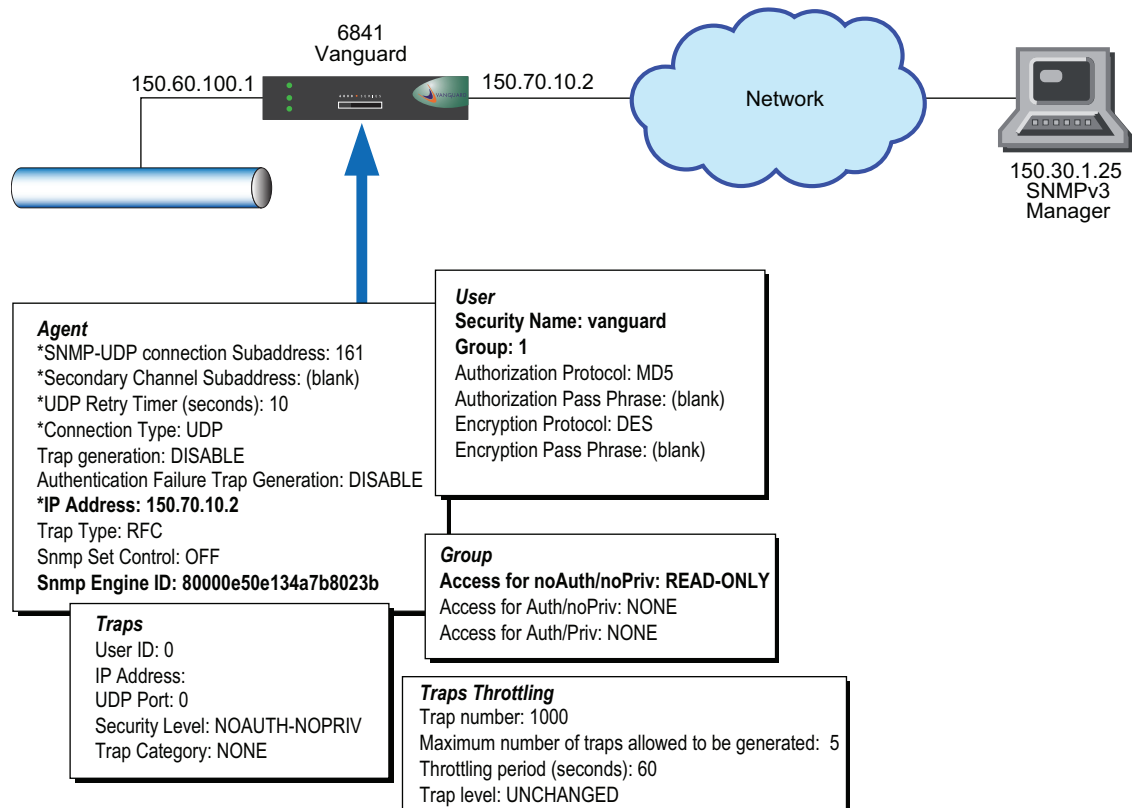 6841
Vanguard
150.60.100.1
150.70.10.2
VANGUARD
Network
150.30.1.25
SNMPv3
Manager
Agent
*SNMP-UDP connection Subaddress: 161
*Secondary Channel Subaddress: (blank)
*UDP Retry Timer (seconds): 10
*Connection Type: UDP
Trap generation: DISABLE
Authentication Failure Trap Generation: DISABLE
*IP Address: 150.70.10.2
Trap Type: RFC
Snmp Set Control: OFF
Snmp Engine ID: 80000e50e134a7b8023b
User
Security Name: vanguard
Group: 1
Authorization Protocol: MD5
Authorization Pass Phrase: (blank)
Encryption Protocol: DES
Encryption Pass Phrase: (blank)
Group
Access for noAuth/noPriv: READ-ONLY
Access for Auth/noPriv: NONE
Access for Auth/Priv: NONE
Traps
User ID: 0
IP Address:
UDP Port: 0
Security Level: NOAUTH-NOPRIV
Trap Category: NONE
Traps Throttling
Trap number: 1000
Maximum number of traps allowed to be generated: 5
Throttling period (seconds): 60
Trap level: UNCHANGED